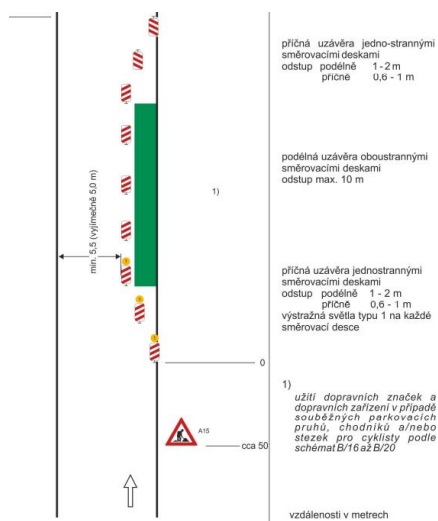 příčná uzávěra jedno-strannými
směrovacími deskami
odstup podélně 1 - 2 m
příčně 0,6 - 1 m
podélná uzávěra oboustrannými
směrovacími deskami
odstup max. 10 m
1)
min. 5,5 (vyjímečně 5,0 m)
příčná uzávěra jednostrannými
směrovacími deskami
odstup podélně 1 - 2 m
příčně 0,6 - 1 m
výstražná světla typu 1 na každé
směrovací desce
0
1)
užití dopravních značek a
dopravních zařízení v případě
souběžných parkovacích
pruhů, chodníků a/nebo
stezek pro cyklisty podle
schémat B/16 až B/20
A15
cca 50
vzdálenosti v metrech